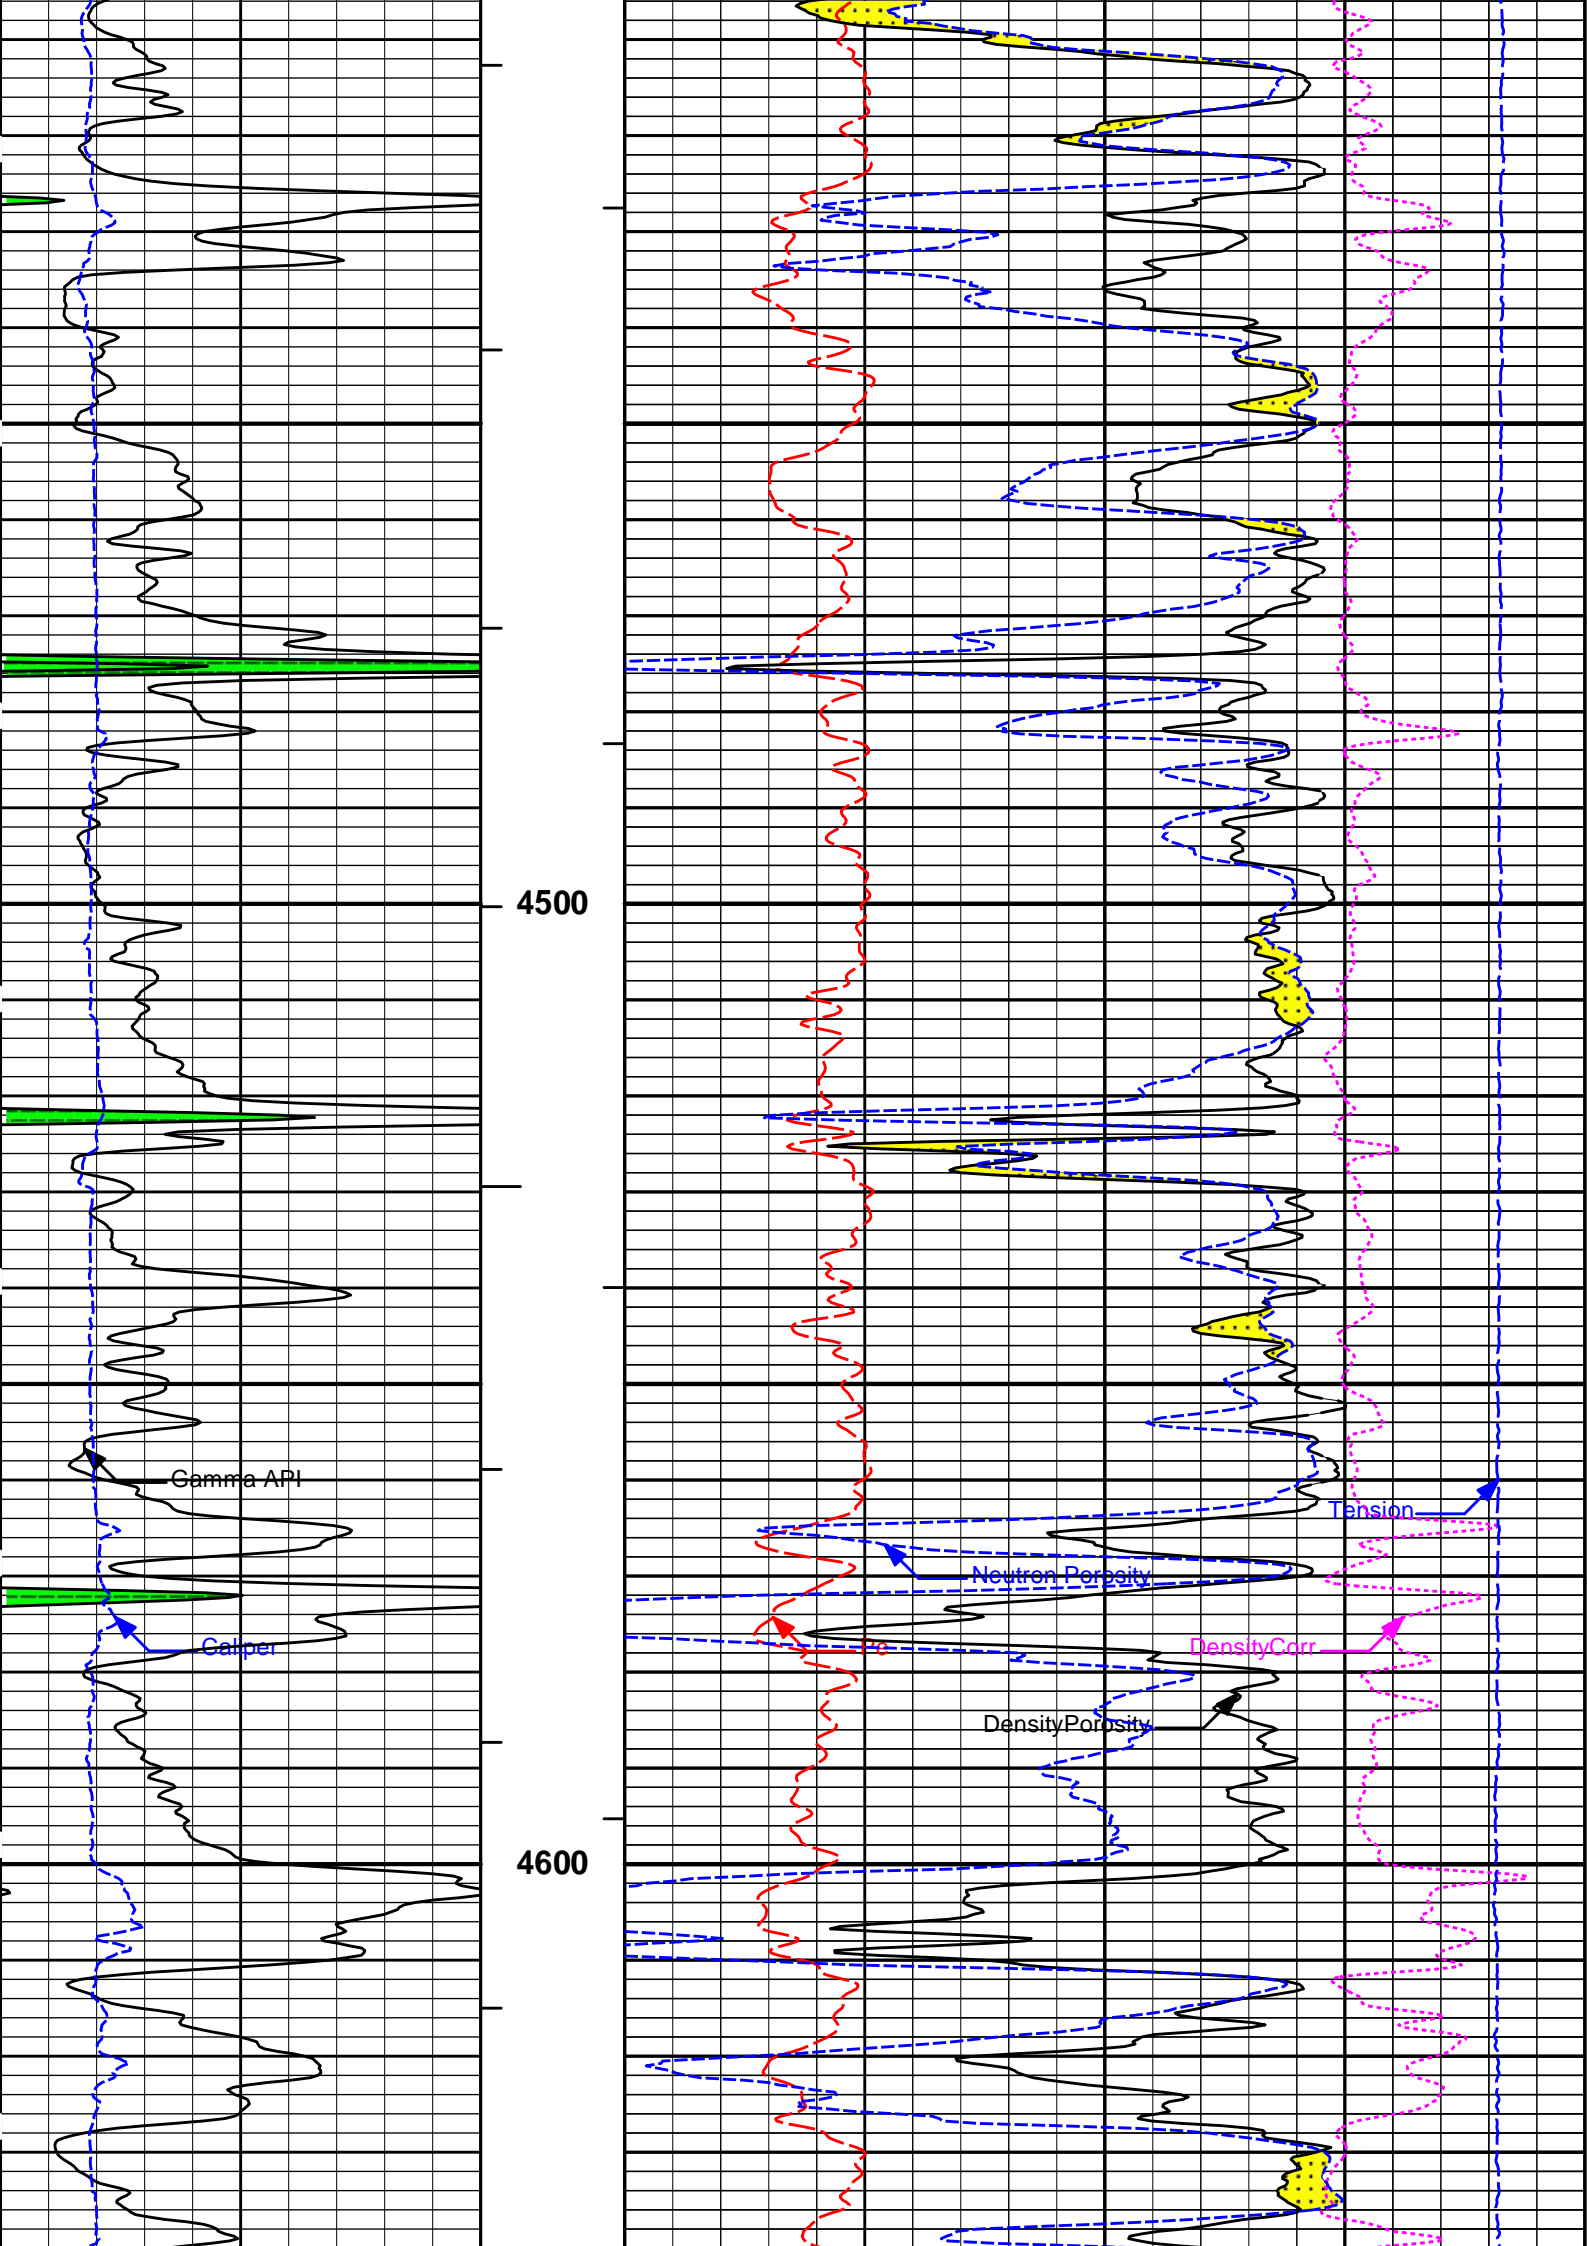 4500
Gamma API
Tension
Neutron Porosity
Caliper
Pe
DensityCorr
DensityPorosity
4600